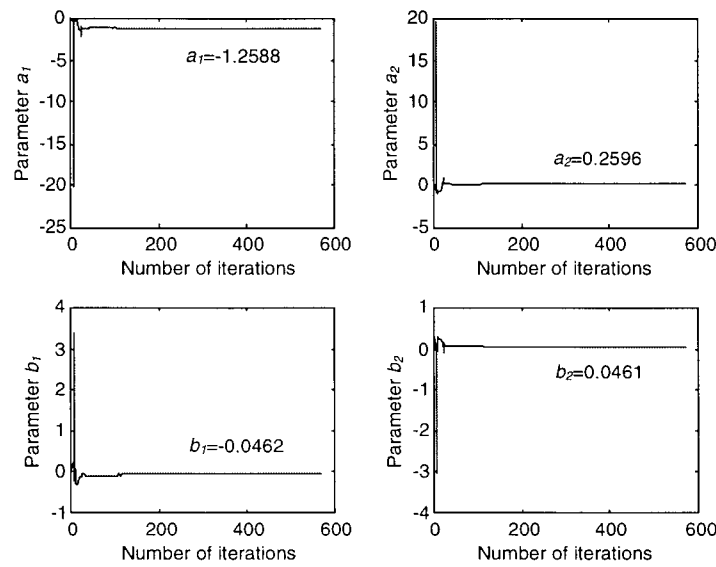 0
-5
-10
-15
-20
-25
Parameter a1
a1=-1.2588
0 200 400 600
Number of iterations
20
15
10
5
0
-5
Parameter a2
a2=0.2596
0 200 400 600
Number of iterations
4
3
2
1
0
-1
Parameter b1
b1=-0.0462
0 200 400 600
Number of iterations
1
0
-1
-2
-3
-4
Parameter b2
b2=0.0461
0 200 400 600
Number of iterations